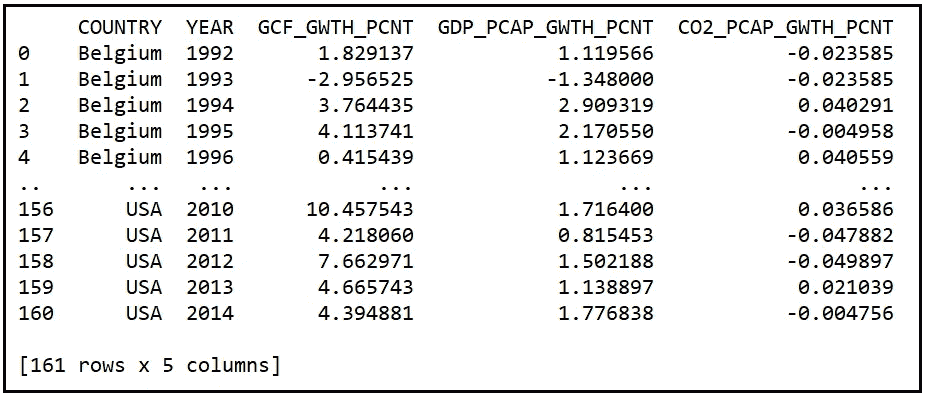 COUNTRY YEAR GCF_GWTH_PCNT GDP_PCAP_GWTH_PCNT CO2_PCAP_GWTH_PCNT
0 Belgium 1992 1.829137 1.119566 -0.023585
1 Belgium 1993 -2.956525 -1.348000 -0.023585
2 Belgium 1994 3.764435 2.909319 0.040291
3 Belgium 1995 4.113741 2.170550 -0.004958
4 Belgium 1996 0.415439 1.123669 0.040559
.. ... ... ... ... ...
156 USA 2010 10.457543 1.716400 0.036586
157 USA 2011 4.218060 0.815453 -0.047882
158 USA 2012 7.662971 1.502188 -0.049897
159 USA 2013 4.665743 1.138897 0.021039
160 USA 2014 4.394881 1.776838 -0.004756
[161 rows x 5 columns]